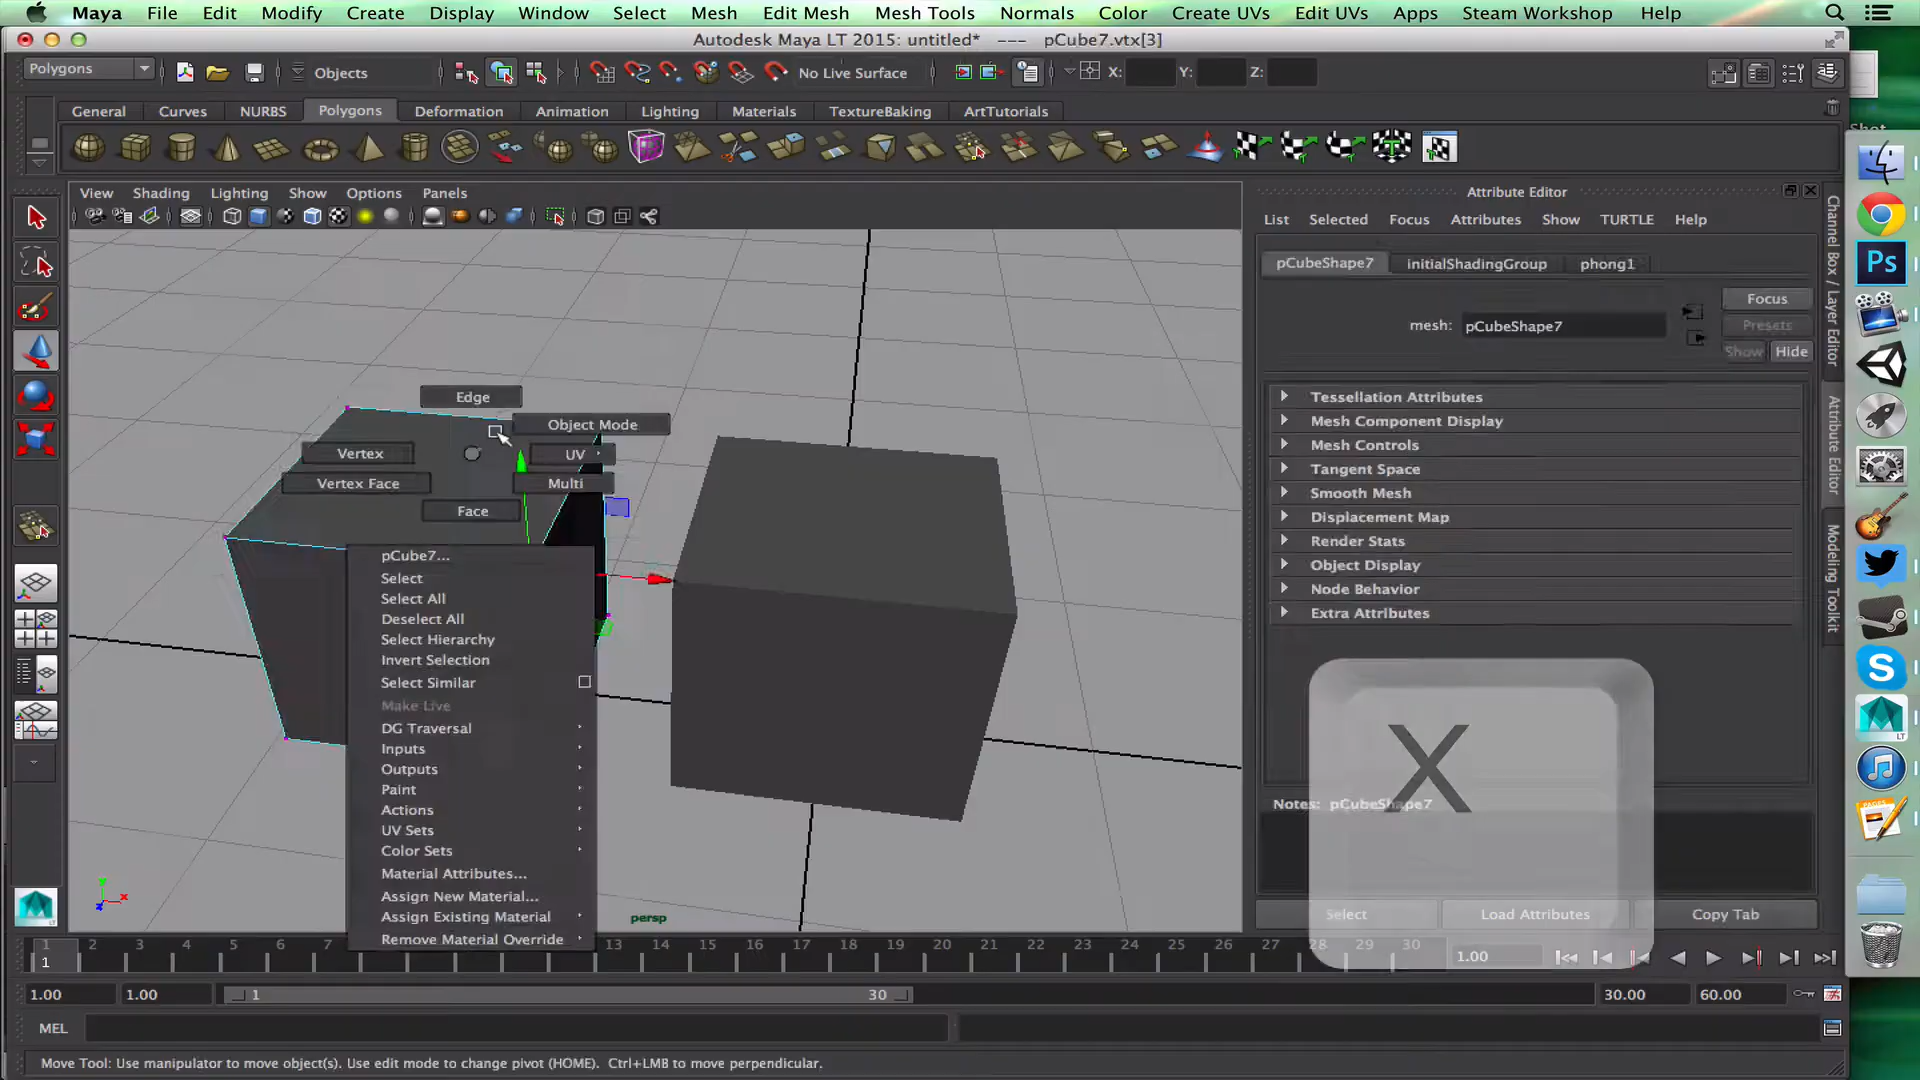 Maya File Edit Modify Create Display Window Select Mesh Edit Mesh Mesh Tools Normals Color Create UVs Edit UVs Apps Steam Workshop Help
Autodesk Maya LT 2015: untitled* --- pCube7.vtx[3]
Polygons Objects No Live Surface X: Y: Z:
General Curves NURBS Polygons Deformation Animation Lighting Materials TextureBaking ArtTutorials
View Shading Lighting Show Options Panels
Attribute Editor
List Selected Focus Attributes Show TURTLE Help
pCubeShape7 initialShadingGroup phong1
Focus
mesh: pCubeShape7
Presets
Show Hide
Tessellation Attributes
Mesh Component Display
Mesh Controls
Tangent Space
Smooth Mesh
Displacement Map
Render Stats
Object Display
Node Behavior
Extra Attributes
Channel Box / Layer Editor
Attribute Editor
Modeling Toolkit
Ps
LT
Edge
Object Mode
Vertex
UV
Vertex Face
Multi
Face
pCube7...
Select
Select All
Deselect All
Select Hierarchy
Invert Selection
Select Similar
Make Live
DG Traversal
Inputs
Outputs
Paint
Actions
UV Sets
Color Sets
Material Attributes...
Assign New Material...
Assign Existing Material
Remove Material Override
X
Notes: pCubeShape7
Select Load Attributes Copy Tab
y x z
persp
LT
1 2 3 4 5 6 7 13 14 15 16 17 18 19 20 21 22 23 24 25 26 27 28 29 30
1 1.00
1.00 1.00 1 30 30.00 60.00
MEL
Move Tool: Use manipulator to move object(s). Use edit mode to change pivot (HOME). Ctrl+LMB to move perpendicular.